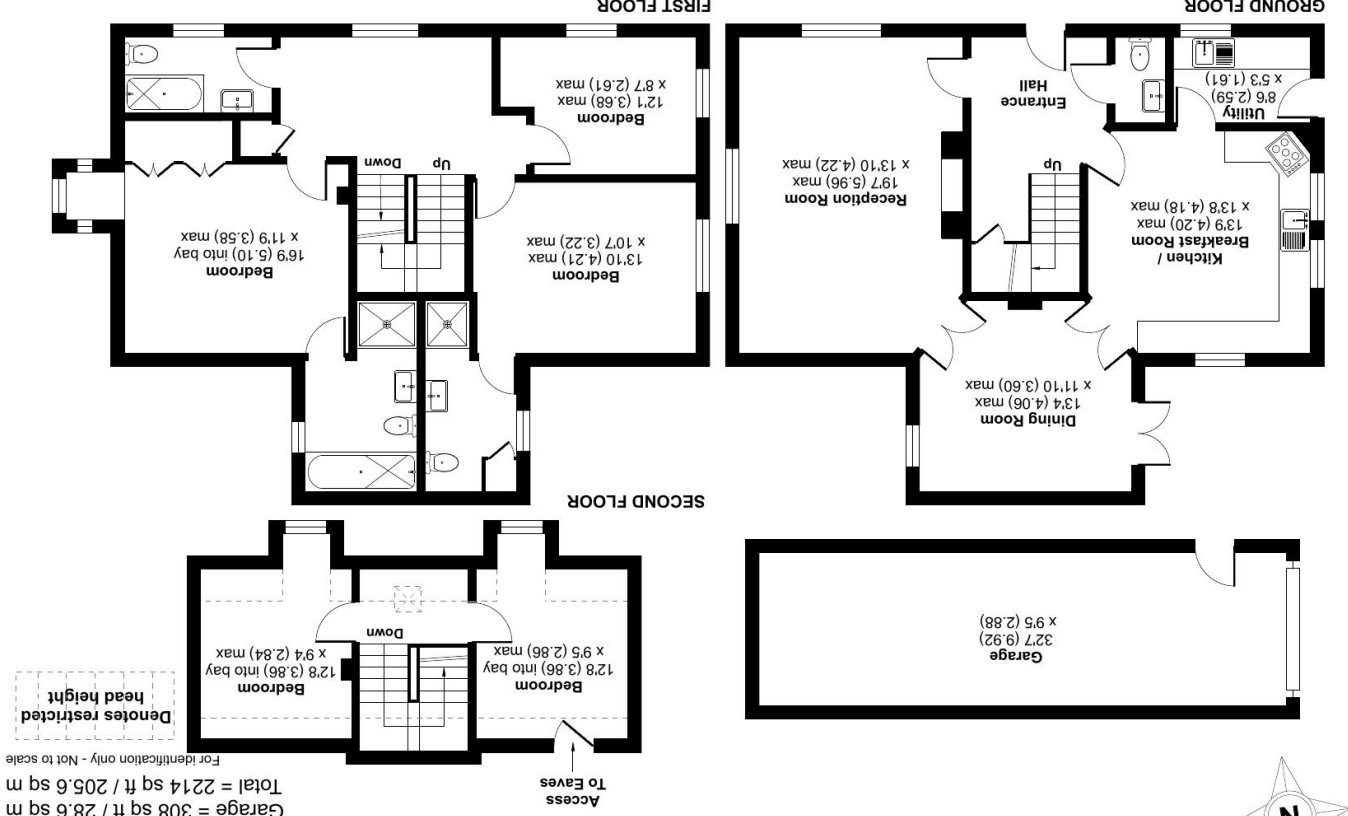 Garage = 308 sq ft / 28.6 sq m
Total = 2214 sq ft / 205.6 sq m
For identification only - Not to scale
Denotes restricted
head height
N
Access
To Eaves
Garage
32'7 (9.92)
x 9'5 (2.88)
Bedroom
12'8 (3.86) into bay
x 9'5 (2.86) max
Down
Bedroom
12'8 (3.86) into bay
x 9'4 (2.84) max
SECOND FLOOR
Dining Room
13'4 (4.06) max
x 11'10 (3.60) max
Kitchen /
Breakfast Room
13'9 (4.20) max
x 13'8 (4.18) max
Up
Reception Room
19'7 (5.96) max
x 13'10 (4.22) max
Utility
8'6 (2.59)
x 5'3 (1.61)
Entrance
Hall
GROUND FLOOR
Bedroom
13'10 (4.21) max
x 10'7 (3.22) max
Bedroom
16'9 (5.10) into bay
x 11'9 (3.58) max
Up
Down
Bedroom
12'1 (3.68) max
x 8'7 (2.61) max
FIRST FLOOR